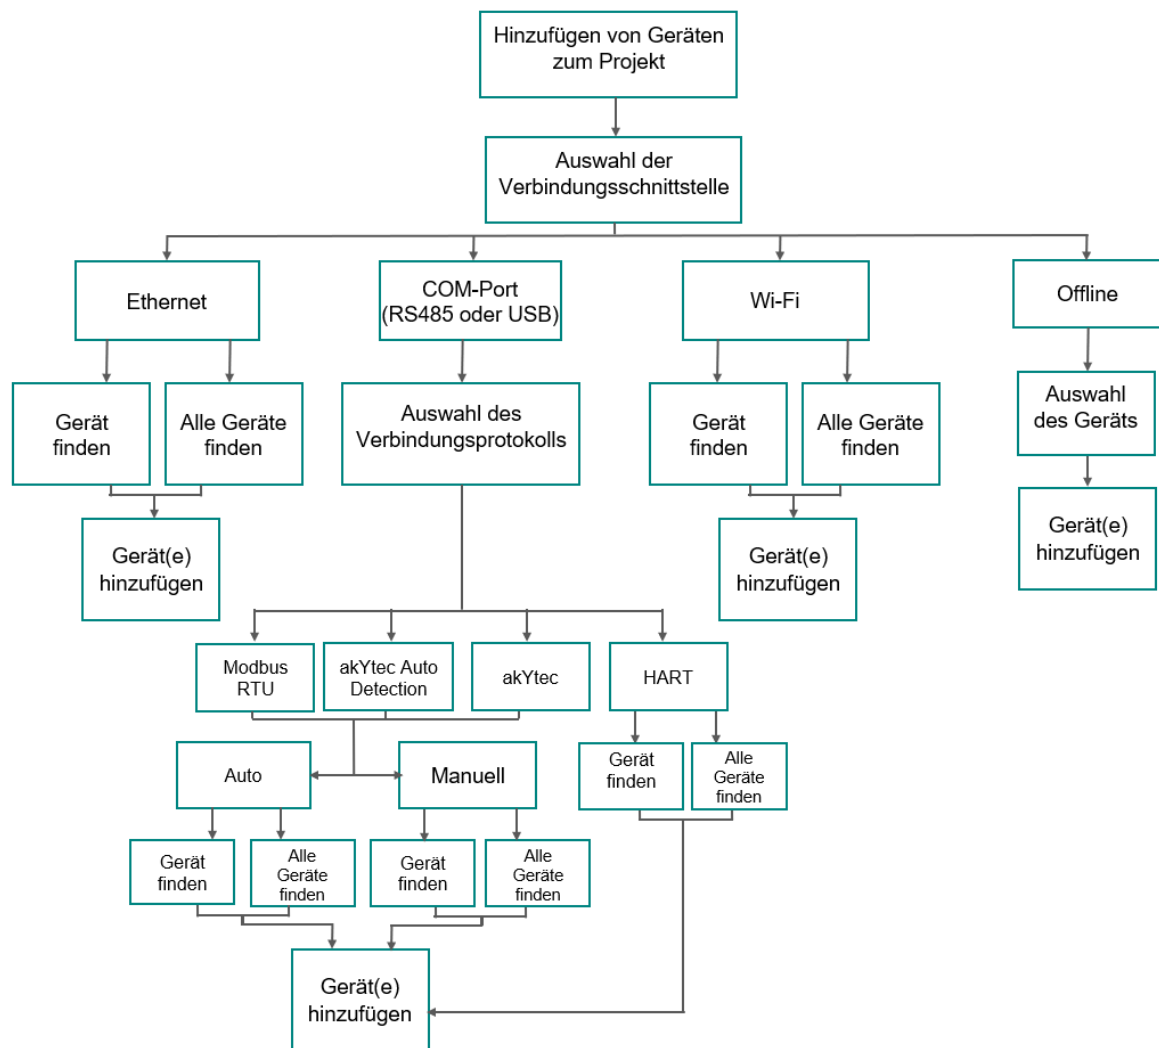 Hinzufügen von Geräten
zum Projekt
Auswahl der
Verbindungsschnittstelle
Ethernet
COM-Port
(RS485 oder USB)
Wi-Fi
Offline
Gerät
finden
Alle Geräte
finden
Auswahl des
Verbindungsprotokolls
Gerät
finden
Alle Geräte
finden
Auswahl
des Geräts
Gerät(e)
hinzufügen
Gerät(e)
hinzufügen
Gerät(e)
hinzufügen
Modbus
RTU
akYtec Auto
Detection
akYtec
HART
Auto
Manuell
Gerät
finden
Alle
Geräte
finden
Gerät
finden
Alle
Geräte
finden
Gerät
finden
Alle
Geräte
finden
Gerät(e)
hinzufügen